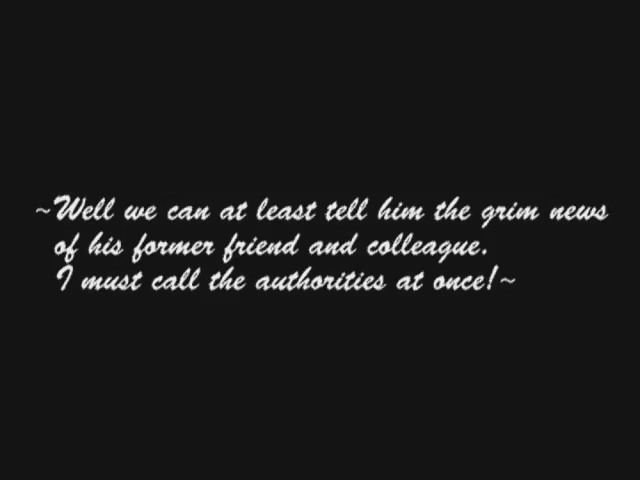 ~Well we can at least tell him the grim news
of his former friend and colleague.
I must call the authorities at once!~